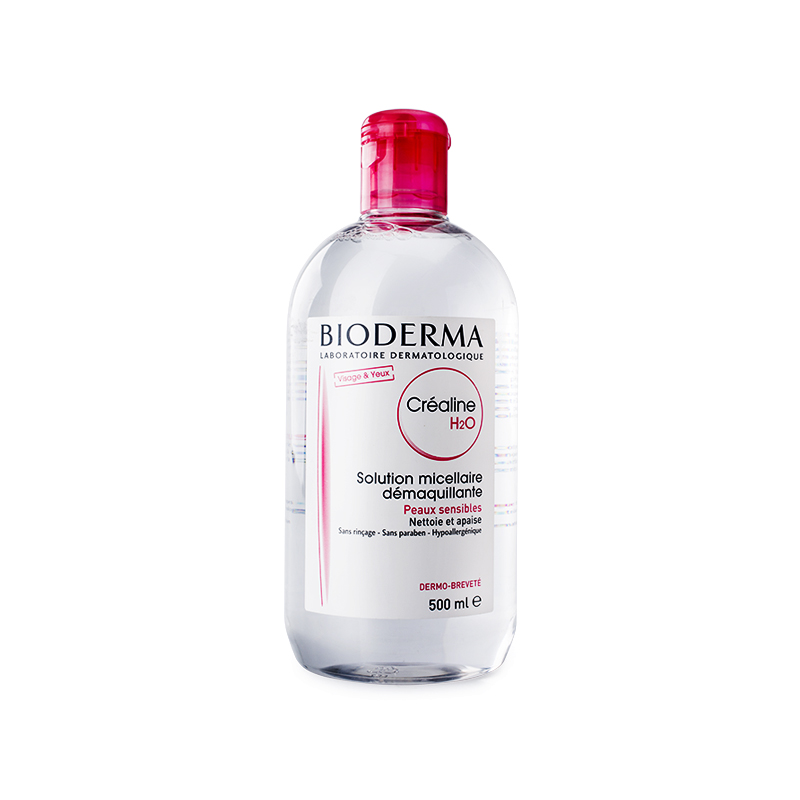 BIODERMA
LABORATOIRE DERMATOLOGIQUE
Visage & Yeux
Créaline
H2O
Solution micellaire
démaquillante
Peaux sensibles
Nettoie et apaise
Sans rinçage - Sans paraben - Hypoallergénique
DERMO-BREVETÉ
500 ml ℮